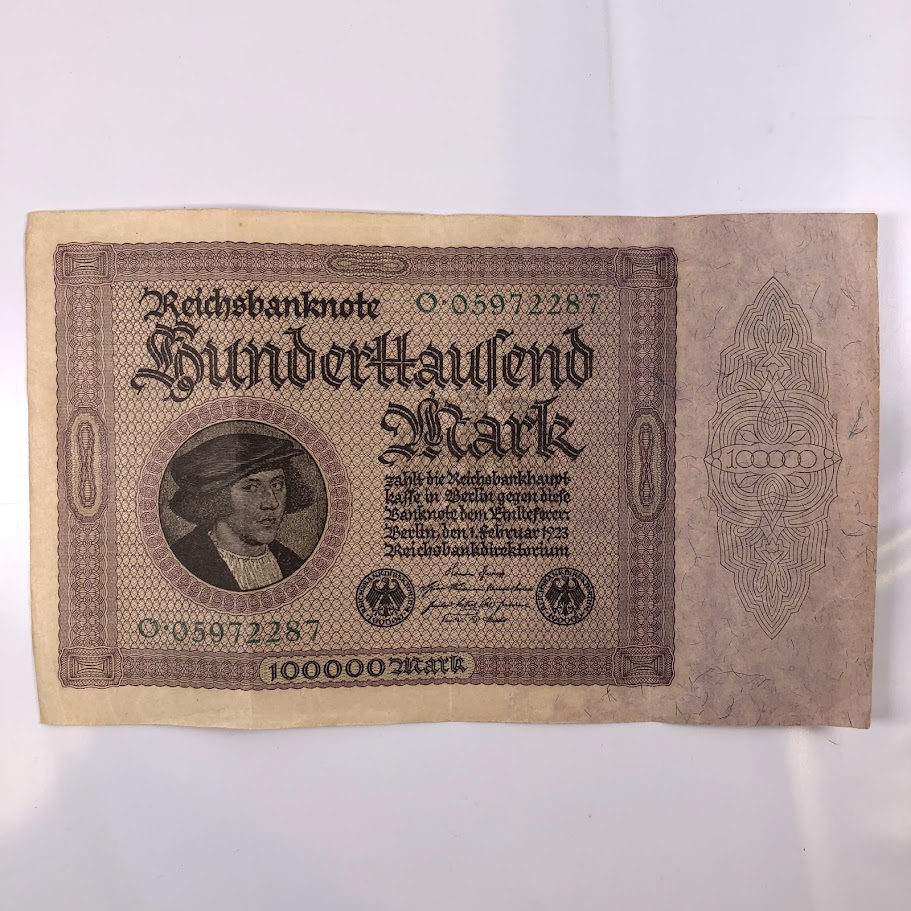 Reichsbanknote O·05972287
Hunderttausend
Mark
zahlt die Reichsbankhaupt
kasse in Berlin gegen diese
Banknote dem Einlieferer
Berlin, den 1. Februar 1923
Reichsbankdirektorium
O·05972287
100000 Mark
100000